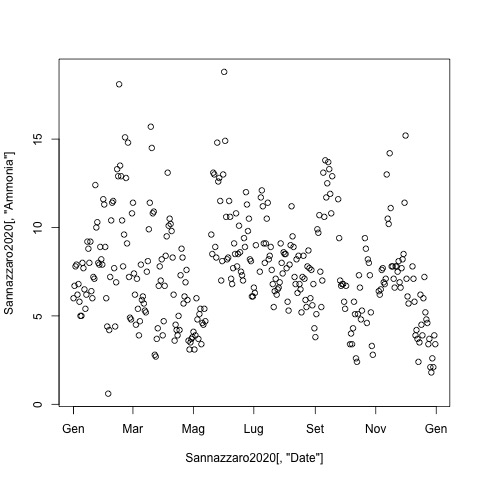 15
10
5
0
Sannazzaro2020[, "Ammonia"]
Gen Mar Mag Lug Set Nov Gen
Sannazzaro2020[, "Date"]